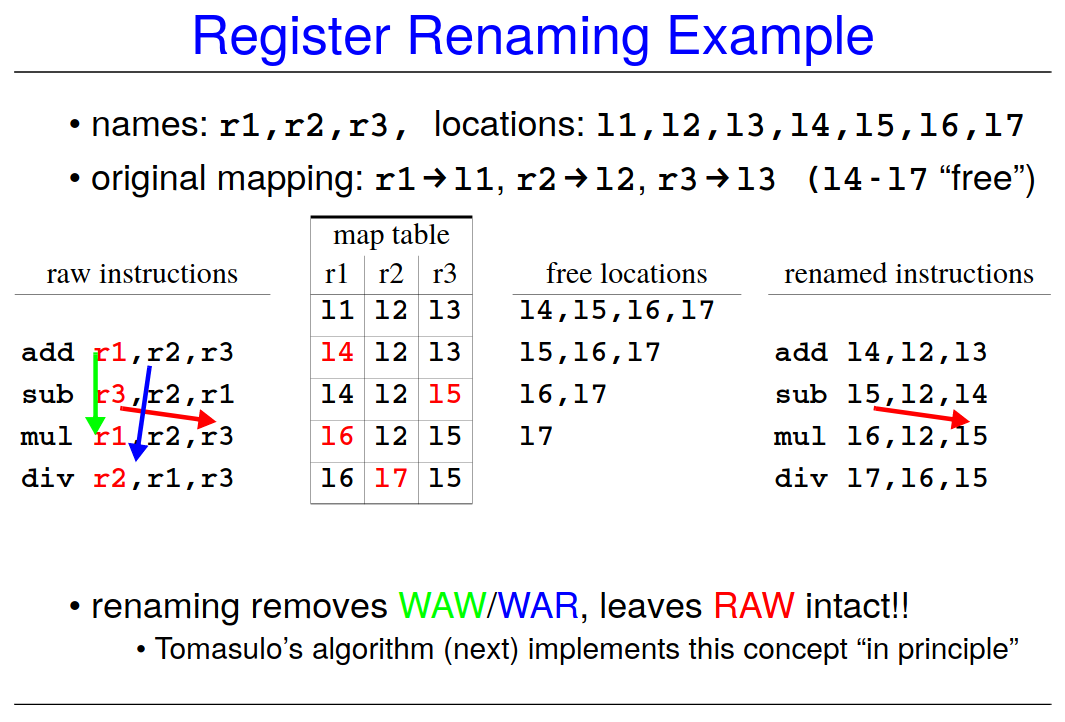 Register Renaming Example
• names: r1,r2,r3, locations: l1,l2,l3,l4,l5,l6,l7
• original mapping: r1→l1, r2→l2, r3→l3 (l4-l7 “free”)
map table
raw instructions r1 r2 r3 free locations renamed instructions
l1 l2 l3 l4,l5,l6,l7
add r1,r2,r3 l4 l2 l3 l5,l6,l7 add l4,l2,l3
sub r3,r2,r1 l4 l2 l5 l6,l7 sub l5,l2,l4
mul r1,r2,r3 l6 l2 l5 l7 mul l6,l2,l5
div r2,r1,r3 l6 l7 l5 div l7,l6,l5
• renaming removes WAW/WAR, leaves RAW intact!!
• Tomasulo’s algorithm (next) implements this concept “in principle”